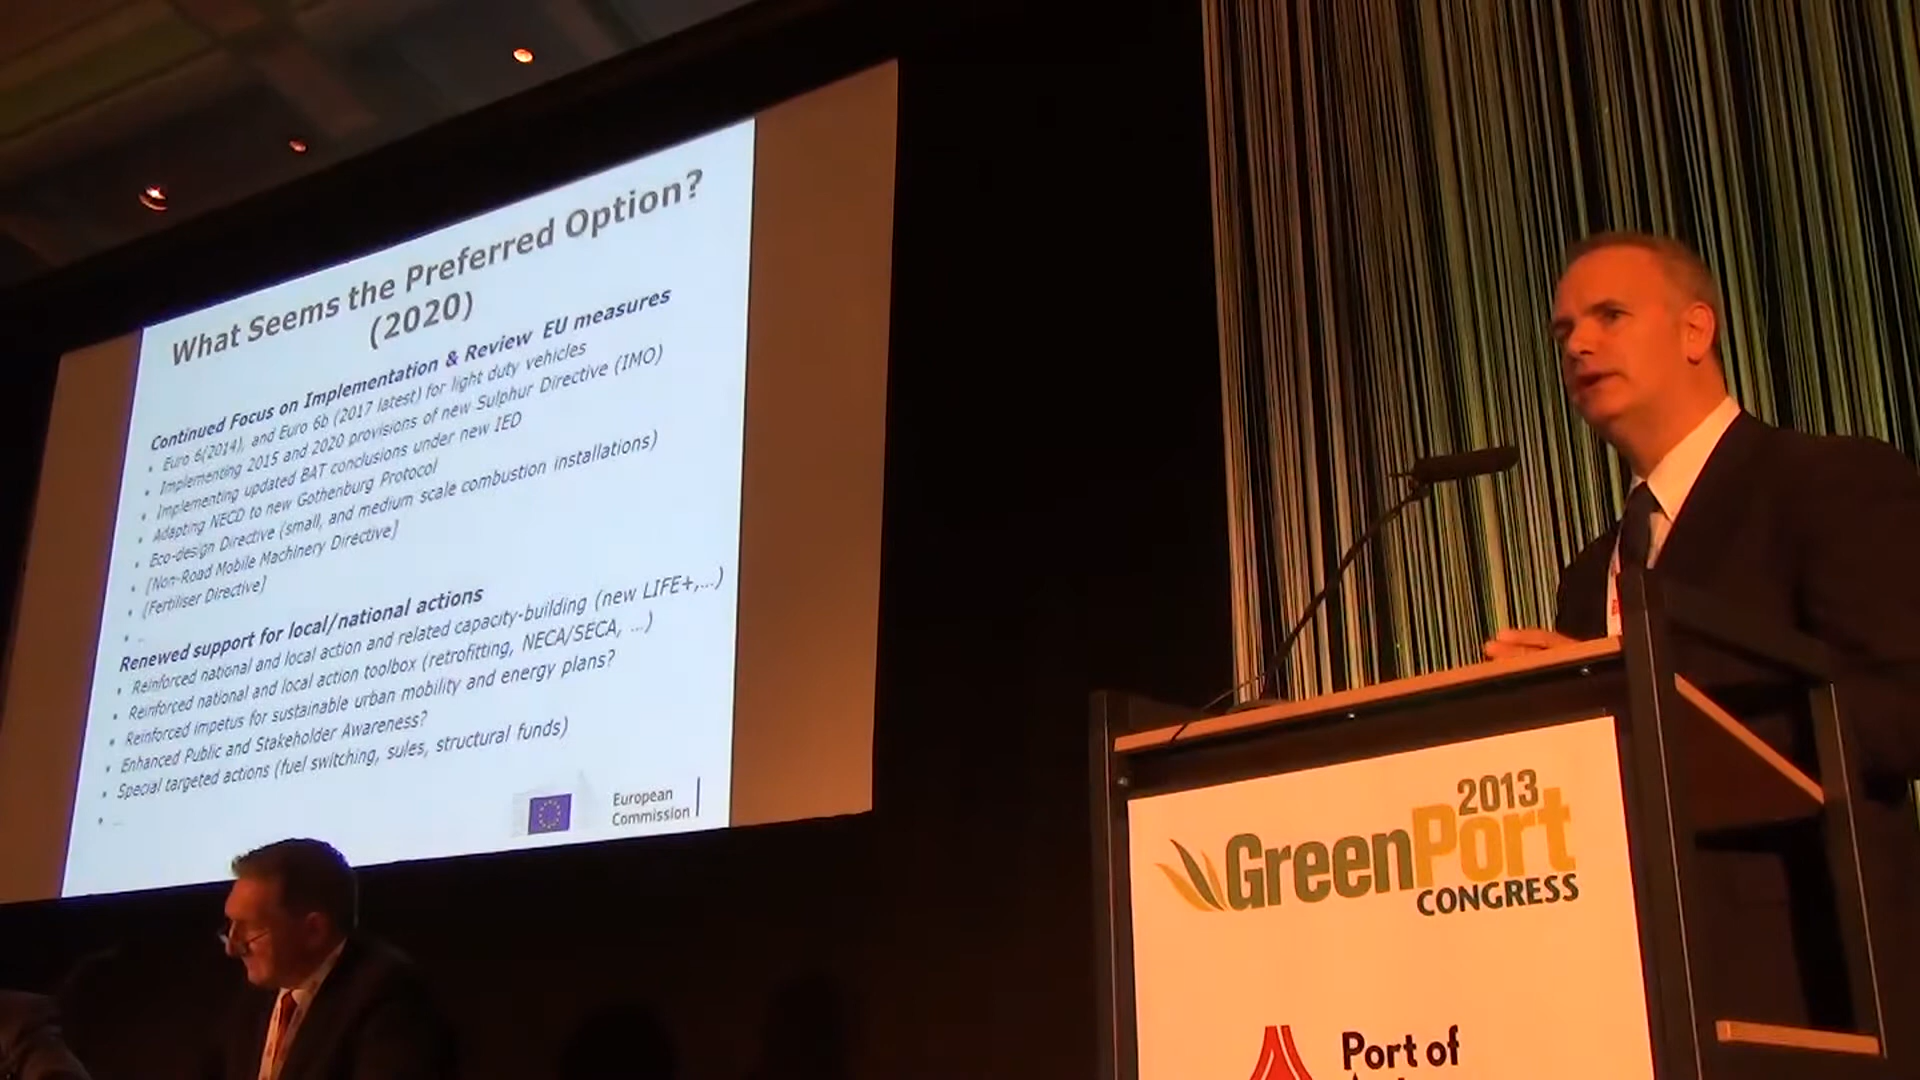 What Seems the Preferred Option?
(2020)
Continued Focus on Implementation & Review EU measures
• Euro 6(2014), and Euro 6b (2017 latest) for light duty vehicles
• Implementing 2015 and 2020 provisions of new Sulphur Directive (IMO)
• Implementing updated BAT conclusions under new IED
• Adapting NECD to new Gothenburg Protocol
• Eco-design Directive (small, and medium scale combustion installations)
• [Non-Road Mobile Machinery Directive]
• [Fertiliser Directive]
• ...
Renewed support for local/national actions
• Reinforced national and local action and related capacity-building (new LIFE+,...)
• Reinforced national and local action toolbox (retrofitting, NECA/SECA, ...)
• Reinforced impetus for sustainable urban mobility and energy plans?
• Enhanced Public and Stakeholder Awareness?
• Special targeted actions (fuel switching, sules, structural funds)
• ...
European
Commission
2013
GreenPort
CONGRESS
Port of